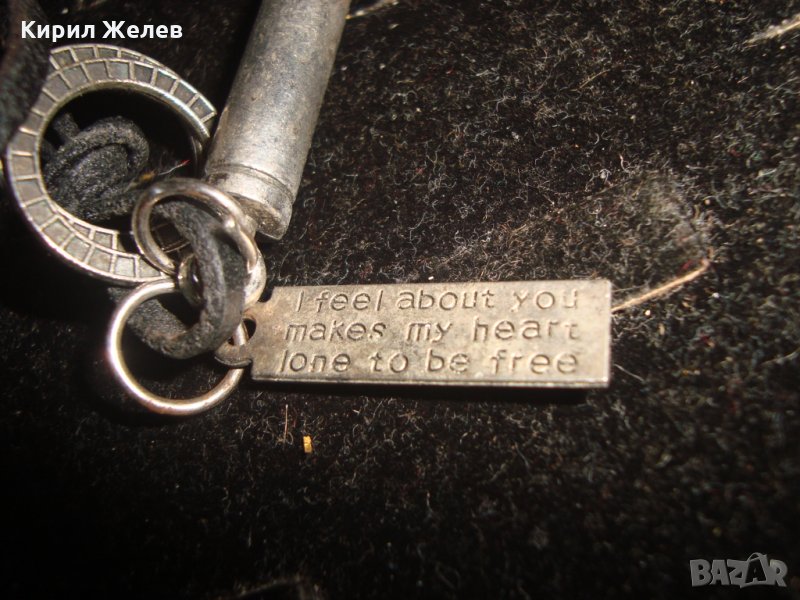 Кирил Желев
I feel about you
makes my heart
lone to be free
BAZAR